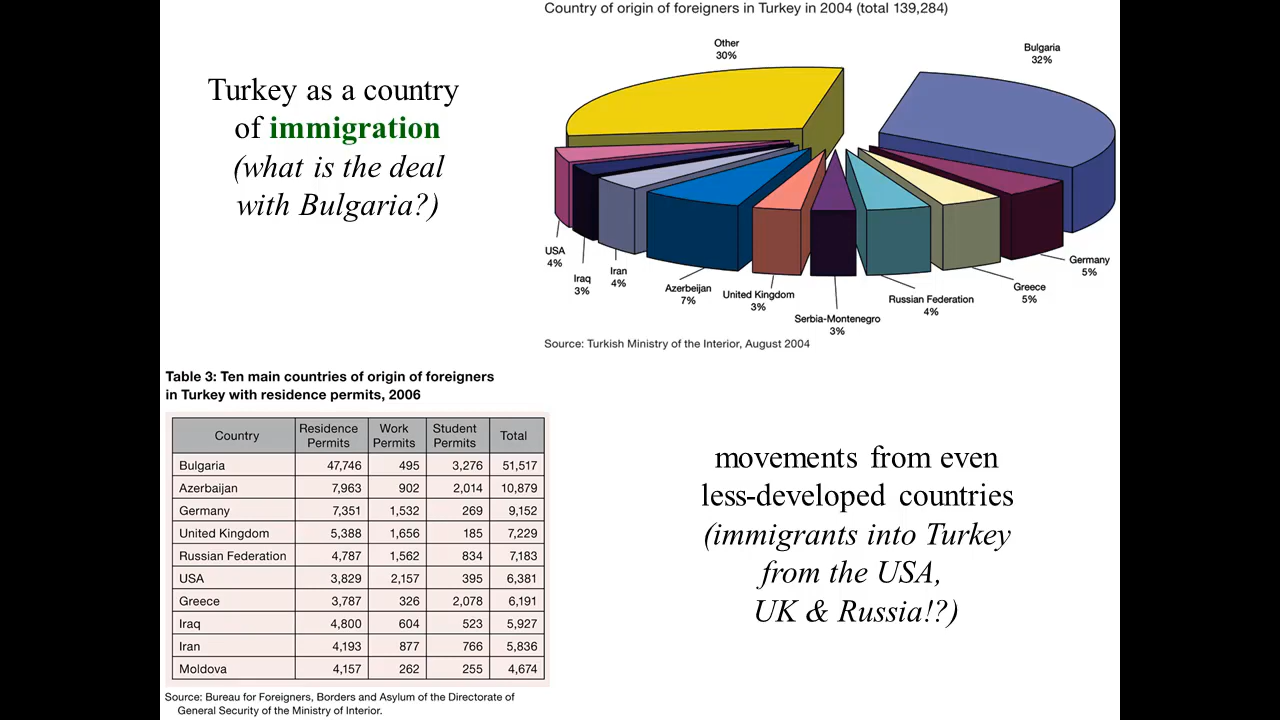 Country of origin of foreigners in Turkey in 2004 (total 139,284)
Turkey as a country
of immigration
(what is the deal
with Bulgaria?)
Other
30%
Bulgaria
32%
USA
4%
Iraq
3%
Iran
4%
Azerbeijan
7%
United Kingdom
3%
Serbia-Montenegro
3%
Russian Federation
4%
Greece
5%
Germany
5%
Source: Turkish Ministry of the Interior, August 2004
Table 3: Ten main countries of origin of foreigners
in Turkey with residence permits, 2006
Country Residence Permits Work Permits Student Permits Total
Bulgaria 47,746 495 3,276 51,517
Azerbaijan 7,963 902 2,014 10,879
Germany 7,351 1,532 269 9,152
United Kingdom 5,388 1,656 185 7,229
Russian Federation 4,787 1,562 834 7,183
USA 3,829 2,157 395 6,381
Greece 3,787 326 2,078 6,191
Iraq 4,800 604 523 5,927
Iran 4,193 877 766 5,836
Moldova 4,157 262 255 4,674
Source: Bureau for Foreigners, Borders and Asylum of the Directorate of
General Security of the Ministry of Interior.
movements from even
less-developed countries
(immigrants into Turkey
from the USA,
UK & Russia!?)